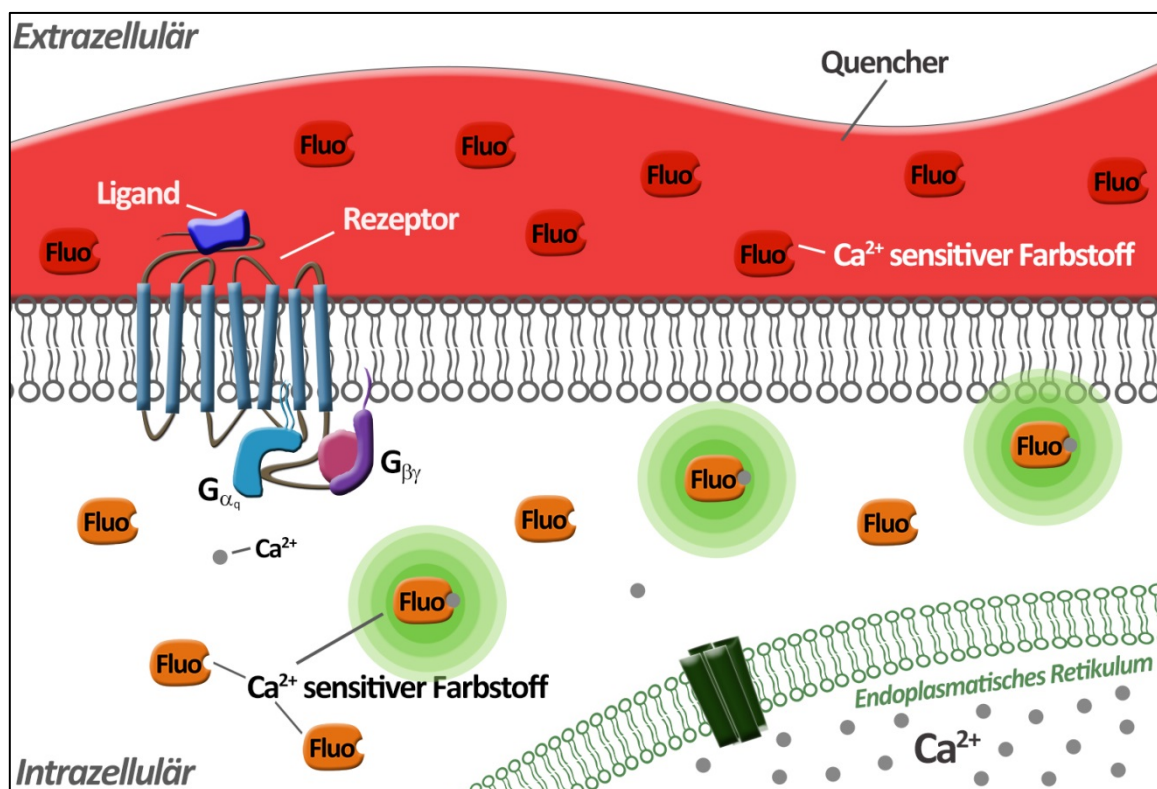 Extrazellulär
Quencher
Fluo
Fluo
Fluo
Fluo
Fluo
Ligand
Rezeptor
Fluo
Fluo
Fluo
Ca²⁺ sensitiver Farbstoff
Fluo
Fluo
Gβγ
Gαq
Fluo
Fluo
Fluo
Ca²⁺
Fluo
Fluo
Ca²⁺ sensitiver Farbstoff
Endoplasmatisches Retikulum
Fluo
Ca²⁺
Intrazellulär